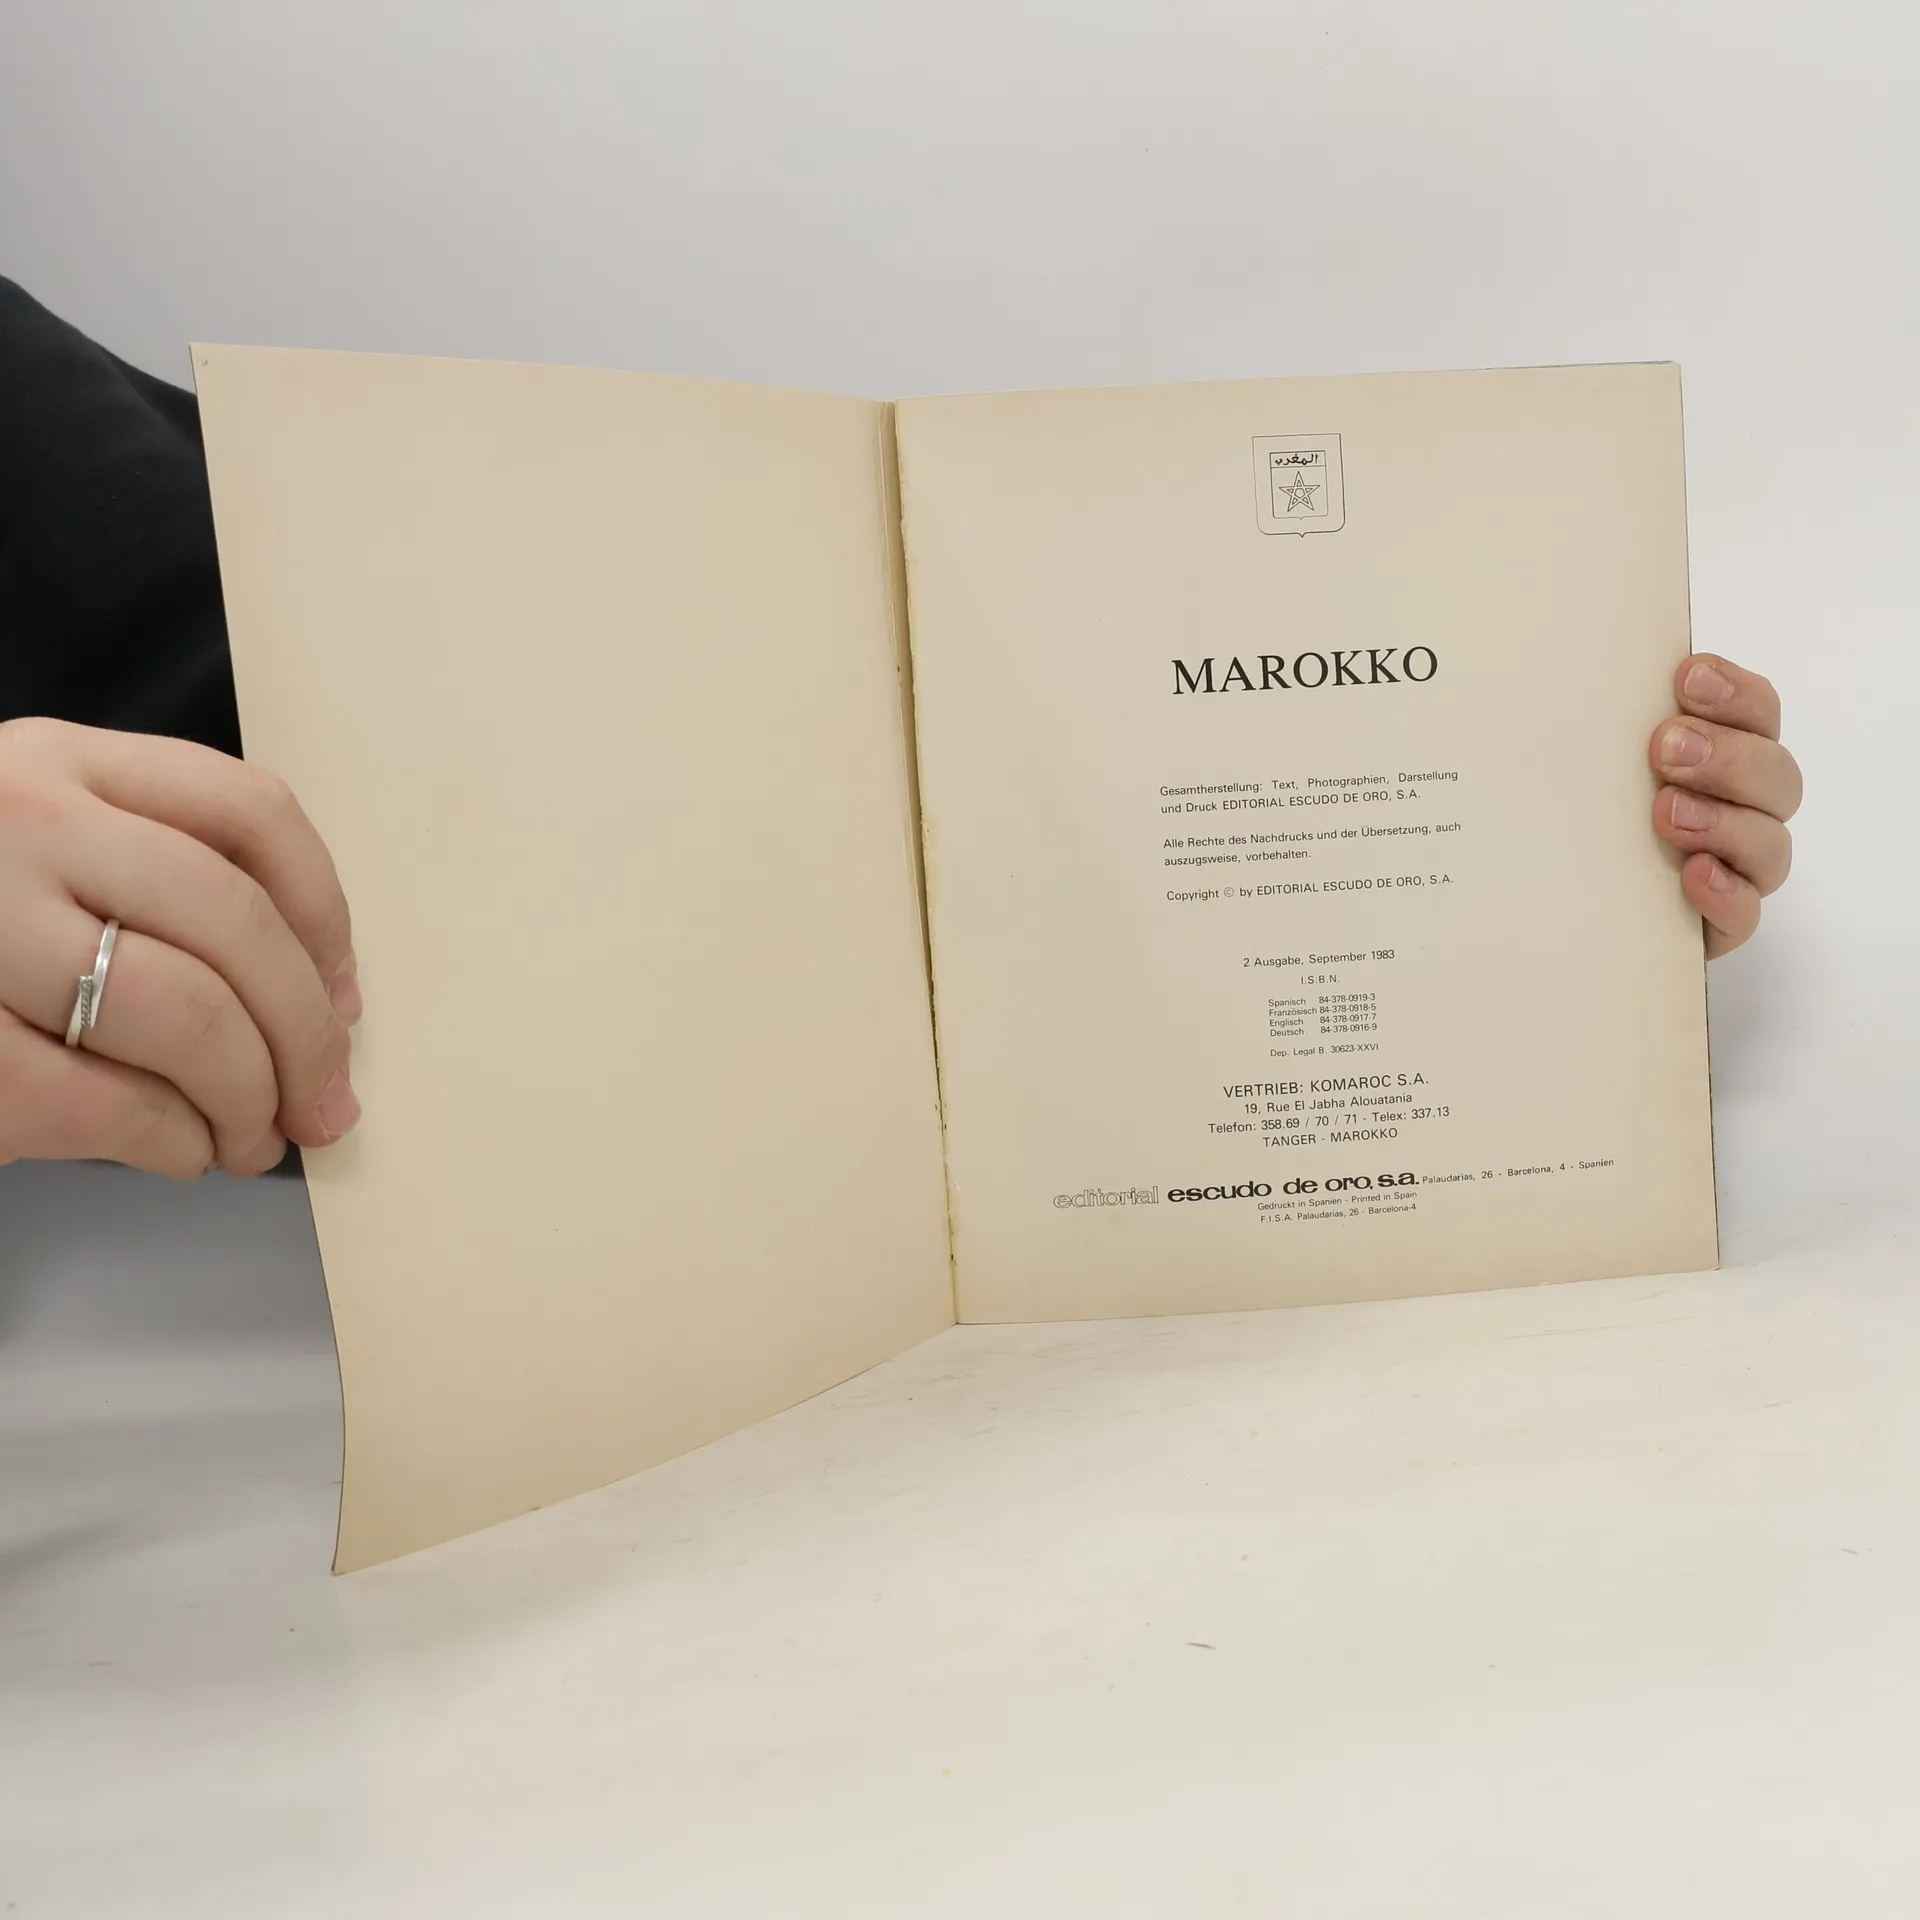 المغرب
MAROKKO
Gesamtherstellung: Text, Photographien, Darstellung
und Druck EDITORIAL ESCUDO DE ORO, S.A.
Alle Rechte des Nachdrucks und der Übersetzung, auch
auszugsweise, vorbehalten.
Copyright © by EDITORIAL ESCUDO DE ORO, S.A.
2 Ausgabe, September 1983
I.S.B.N.
Spanisch 84-378-0919-3
Französisch 84-378-0918-5
Englisch 84-378-0917-7
Deutsch 84-378-0916-9
Dep. Legal B. 30623-XXVI
VERTRIEB: KOMAROC S.A.
19, Rue El Jabha Alouatania
Telefon: 358.69 / 70 / 71 - Telex: 337.13
TANGER - MAROKKO
editorial escudo de oro, s.a. Palaudarias, 26 - Barcelona, 4 - Spanien
Gedruckt in Spanien - Printed in Spain
F.I.S.A. Palaudarias, 26 - Barcelona-4